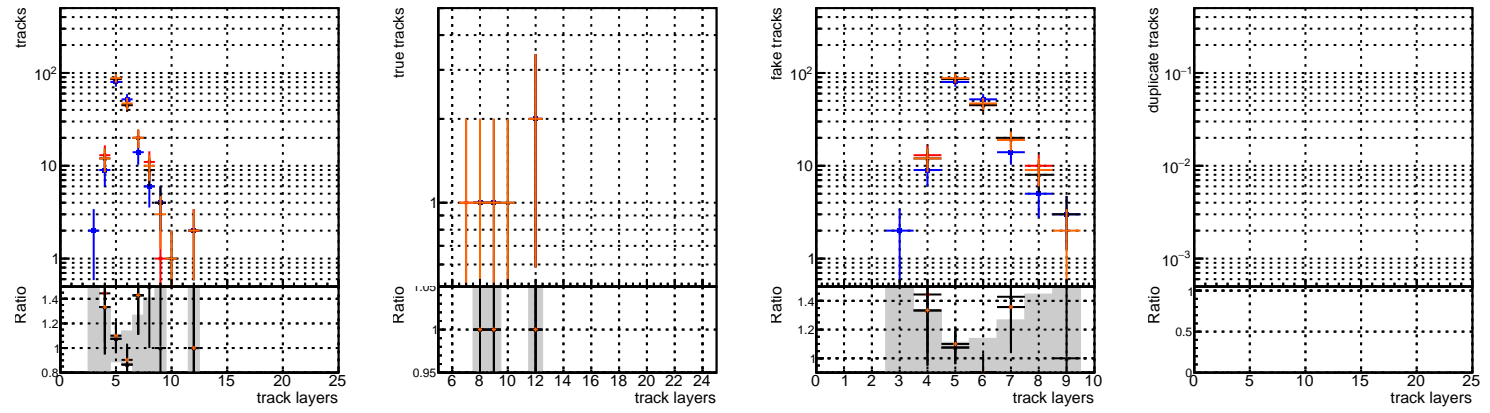 tracks
10²
10
1
Ratio
1.4
1.2
1
0.8
0 5 10 15 20 25
track layers
true tracks
1
Ratio
1.05
1
0.95
6 8 10 12 14 16 18 20 22 24
track layers
fake tracks
10²
10
1
Ratio
1.4
1.2
1
0 1 2 3 4 5 6 7 8 9 10
track layers
duplicate tracks
10⁻¹
10⁻²
10⁻³
Ratio
1
0.5
0
0 5 10 15 20 25
track layers